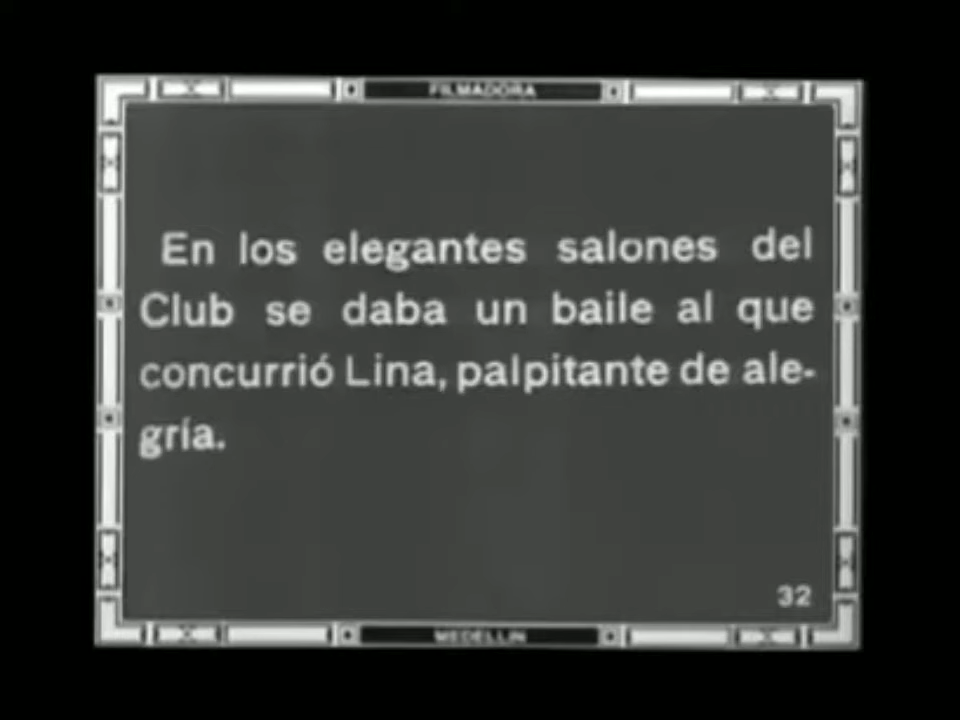 FILMADORA
En los elegantes salones del
Club se daba un baile al que
concurrió Lina, palpitante de ale-
gría.
32
MEDELLIN